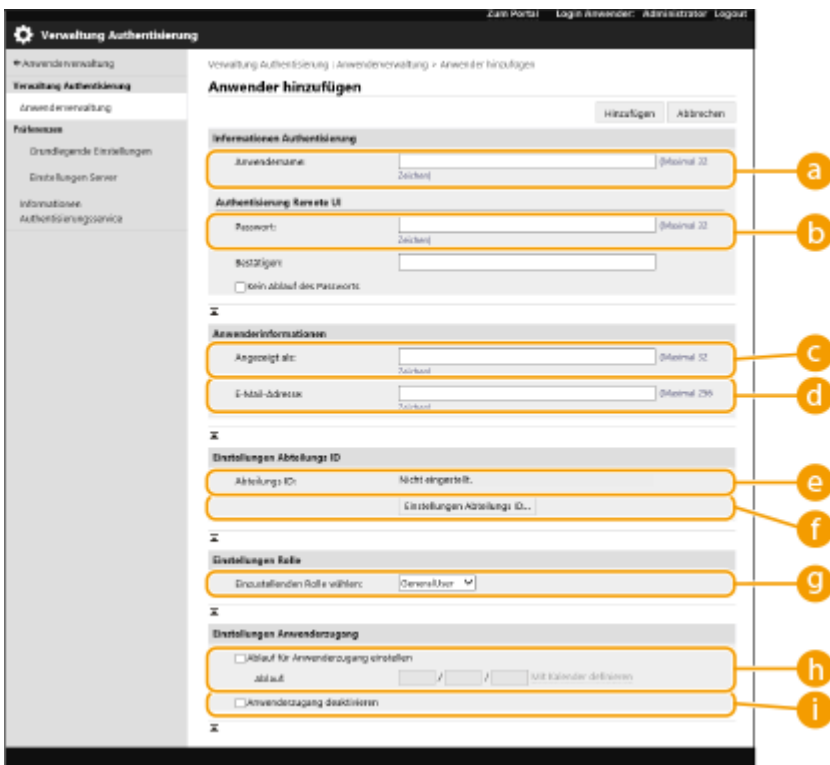 Zum Portal Login Anwender: Administrator Logout
Verwaltung Authentisierung
Anwenderverwaltung
Verwaltung Authentisierung : Anwenderverwaltung > Anwender hinzufügen
Verwaltung Authentisierung
Anwender hinzufügen
Anwenderverwaltung
Hinzufügen Abbrechen
Präferenzen
Informationen Authentisierung
Grundlegende Einstellungen
Anwendername: (Maximal 32
Zeichen)
a
Einstellungen Server
Informationen
Authentisierungsservice
Authentisierung Remote UI
Passwort: (Maximal 32
Zeichen)
b
Bestätigen:
Kein Ablauf des Passworts
Anwenderinformationen
Angezeigt als: (Maximal 32
Zeichen)
c
E-Mail-Adresse: (Maximal 256
Zeichen)
d
Einstellungen Abteilungs ID
Abteilungs ID: Nicht eingestellt.
e
Einstellungen Abteilungs ID...
f
Einstellungen Rolle
Einzustellenden Rolle wählen: GeneralUser
g
Einstellungen Anwenderzugang
Ablauf für Anwenderzugang einstellen
Ablauf: / / Mit Kalender definieren
h
Anwenderzugang deaktivieren
i